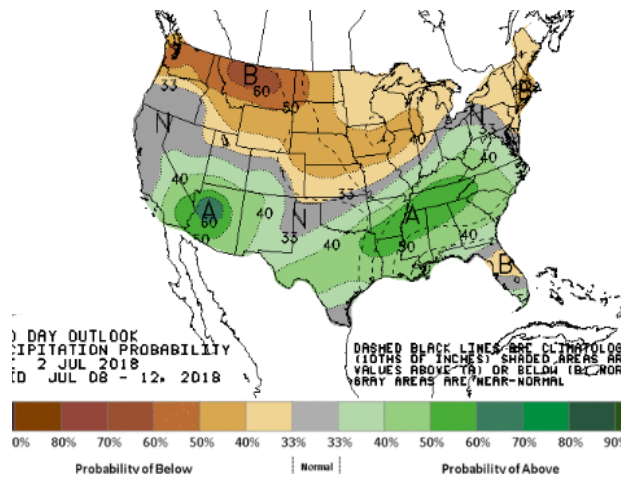 B
60
50
33
N
B
40
N
33
40
40
A
60
50
40
N
33
33
40
A
50
40
B
DAY OUTLOOK
CIPITATION PROBABILITY
2 JUL 2018
D JUL 08 - 12, 2018
DASHED BLACK LINES ARE CLIMATOLOG
(10THS OF INCHES) SHADED AREAS AR
VALUES ABOVE (A) OR BELOW (B) NOR
GRAY AREAS ARE NEAR-NORMAL
0% 80% 70% 60% 50% 40% 33% 33% 40% 50% 60% 70% 80% 90%
Probability of Below Normal Probability of Above